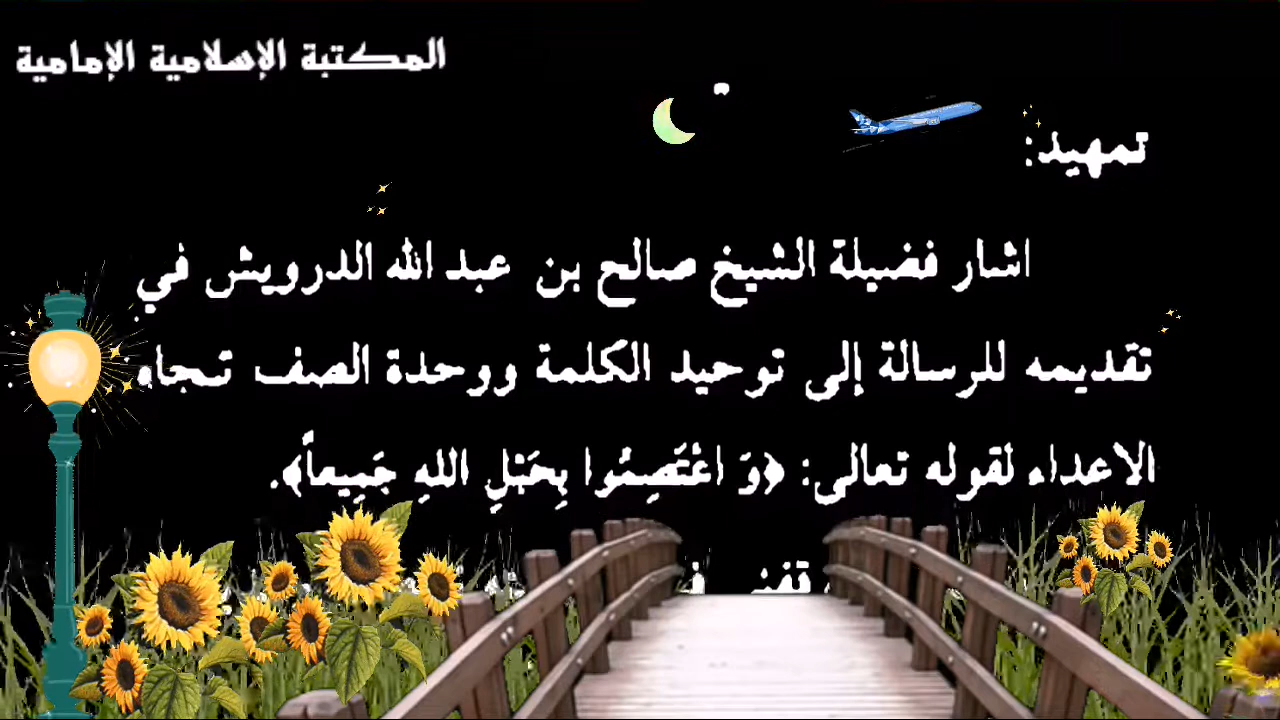 المكتبة الإسلامية الإمامية
تمهيد:
اشار فضيلة الشيخ صالح بن عبد الله الدرويش في
تقديمه للرسالة إلى توحيد الكلمة ووحدة الصف تجاه
الاعداء لقوله تعالى: ﴿وَ اعْتَصِمُوا بِحَبْلِ اللهِ جَمِيعاً﴾.